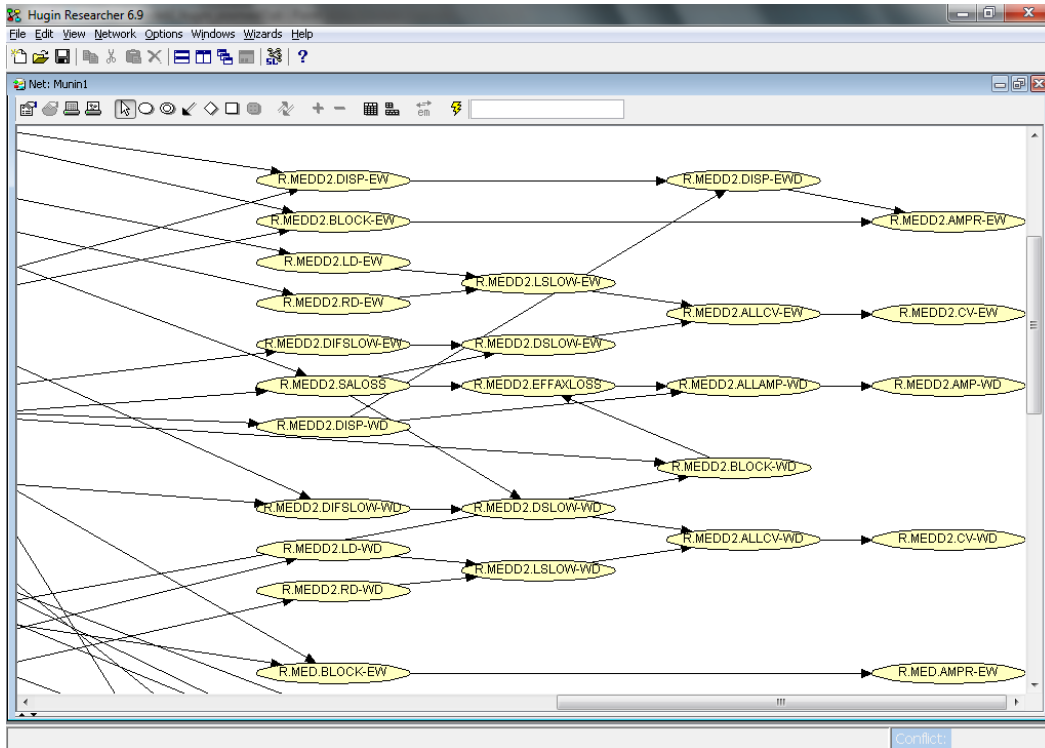 Hugin Researcher 6.9
File Edit View Network Options Windows Wizards Help
Net: Munin1
R.MEDD2.DISP-EW
R.MEDD2.DISP-EWD
R.MEDD2.BLOCK-EW
R.MEDD2.AMPR-EW
R.MEDD2.LD-EW
R.MEDD2.LSLOW-EW
R.MEDD2.RD-EW
R.MEDD2.ALLCV-EW
R.MEDD2.CV-EW
R.MEDD2.DIFSLOW-EW
R.MEDD2.DSLOW-EW
R.MEDD2.SALOSS
R.MEDD2.EFFAXLOSS
R.MEDD2.ALLAMP-WD
R.MEDD2.AMP-WD
R.MEDD2.DISP-WD
R.MEDD2.BLOCK-WD
R.MEDD2.DIFSLOW-WD
R.MEDD2.DSLOW-WD
R.MEDD2.ALLCV-WD
R.MEDD2.CV-WD
R.MEDD2.LD-WD
R.MEDD2.LSLOW-WD
R.MEDD2.RD-WD
R.MED.BLOCK-EW
R.MED.AMPR-EW
Conflict: